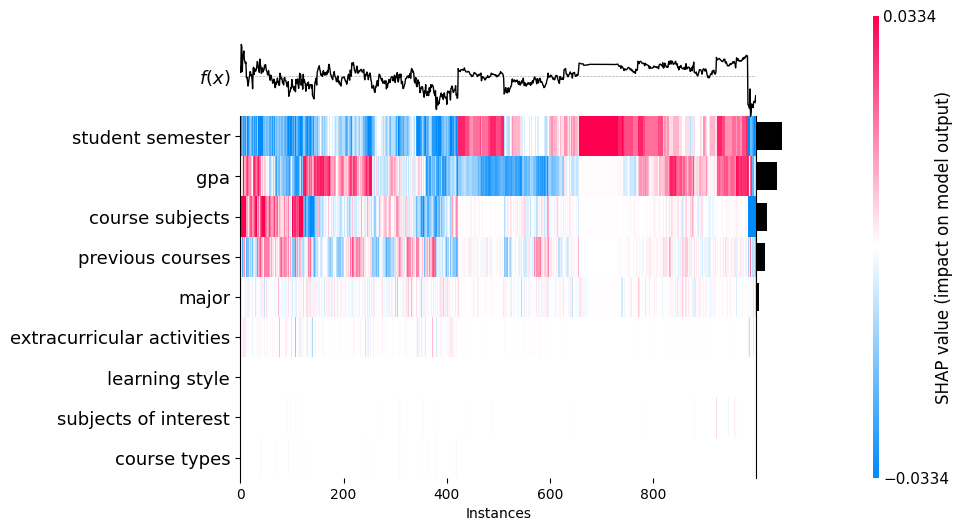 0.0334
f(x)
student semester
gpa
course subjects
previous courses
major
extracurricular activities
learning style
subjects of interest
course types
0 200 400 600 800
Instances
SHAP value (impact on model output)
−0.0334